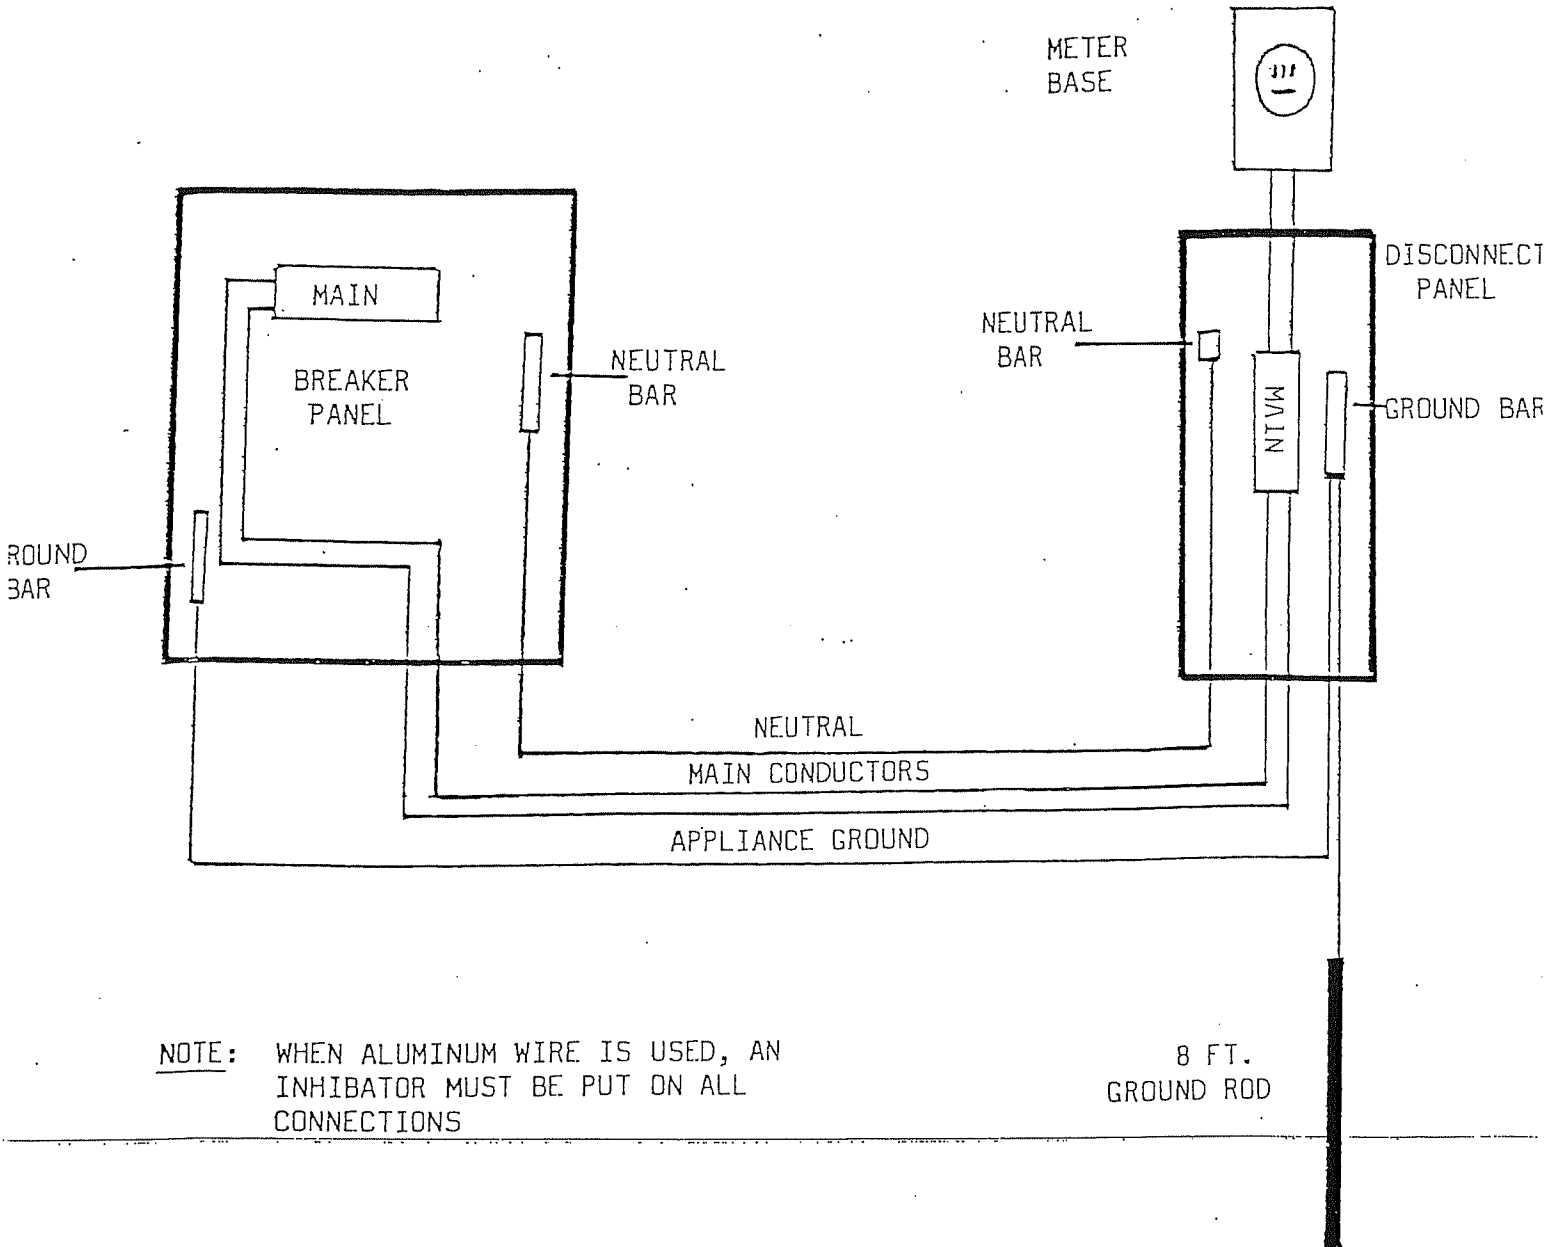 METER
BASE
DISCONNECT
PANEL
MAIN
NEUTRAL
BAR
BREAKER
PANEL
NEUTRAL
BAR
MAIN
GROUND BAR
ROUND
BAR
NEUTRAL
MAIN CONDUCTORS
APPLIANCE GROUND
NOTE: WHEN ALUMINUM WIRE IS USED, AN
INHIBATOR MUST BE PUT ON ALL
CONNECTIONS
8 FT.
GROUND ROD